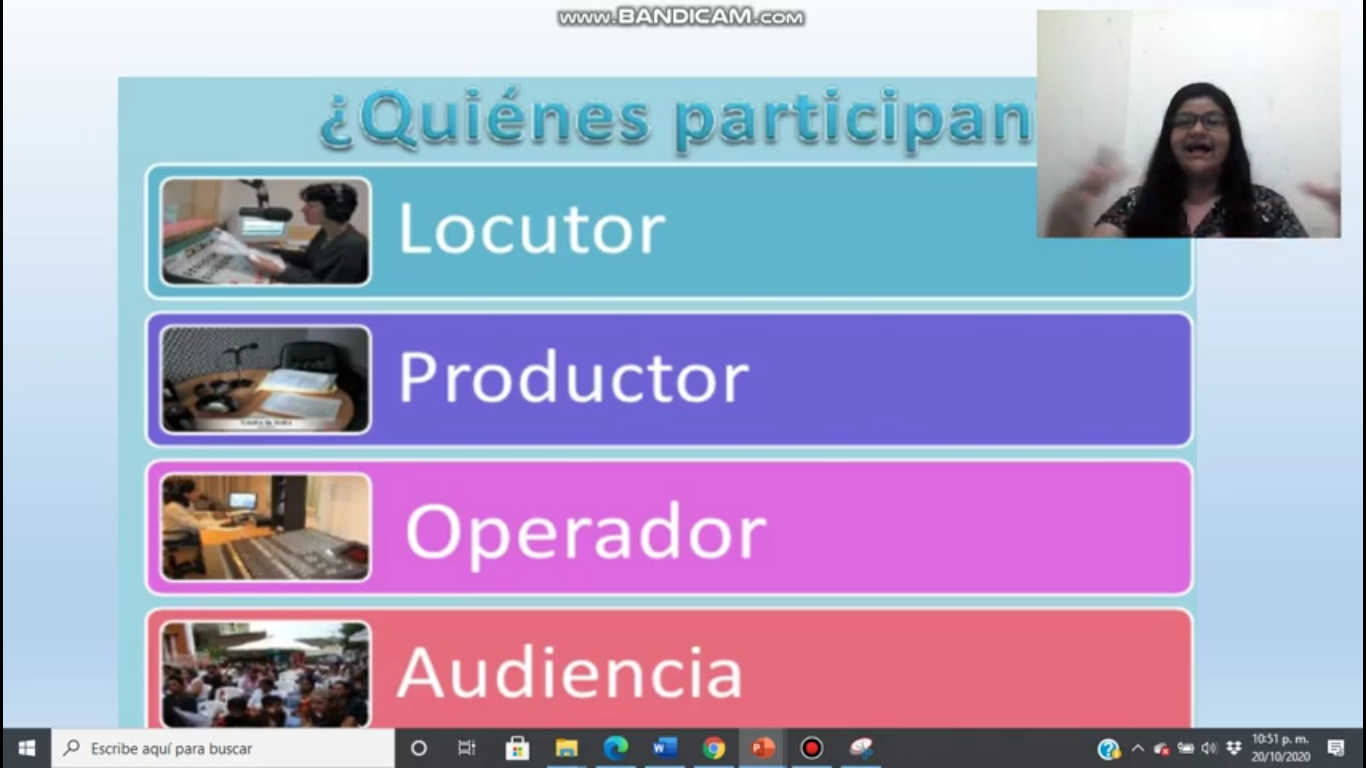 www.BANDICAM.com
¿Quiénes participan
Locutor
Productor
Operador
Audiencia
Escribe aquí para buscar
10:51 p. m.
20/10/2020